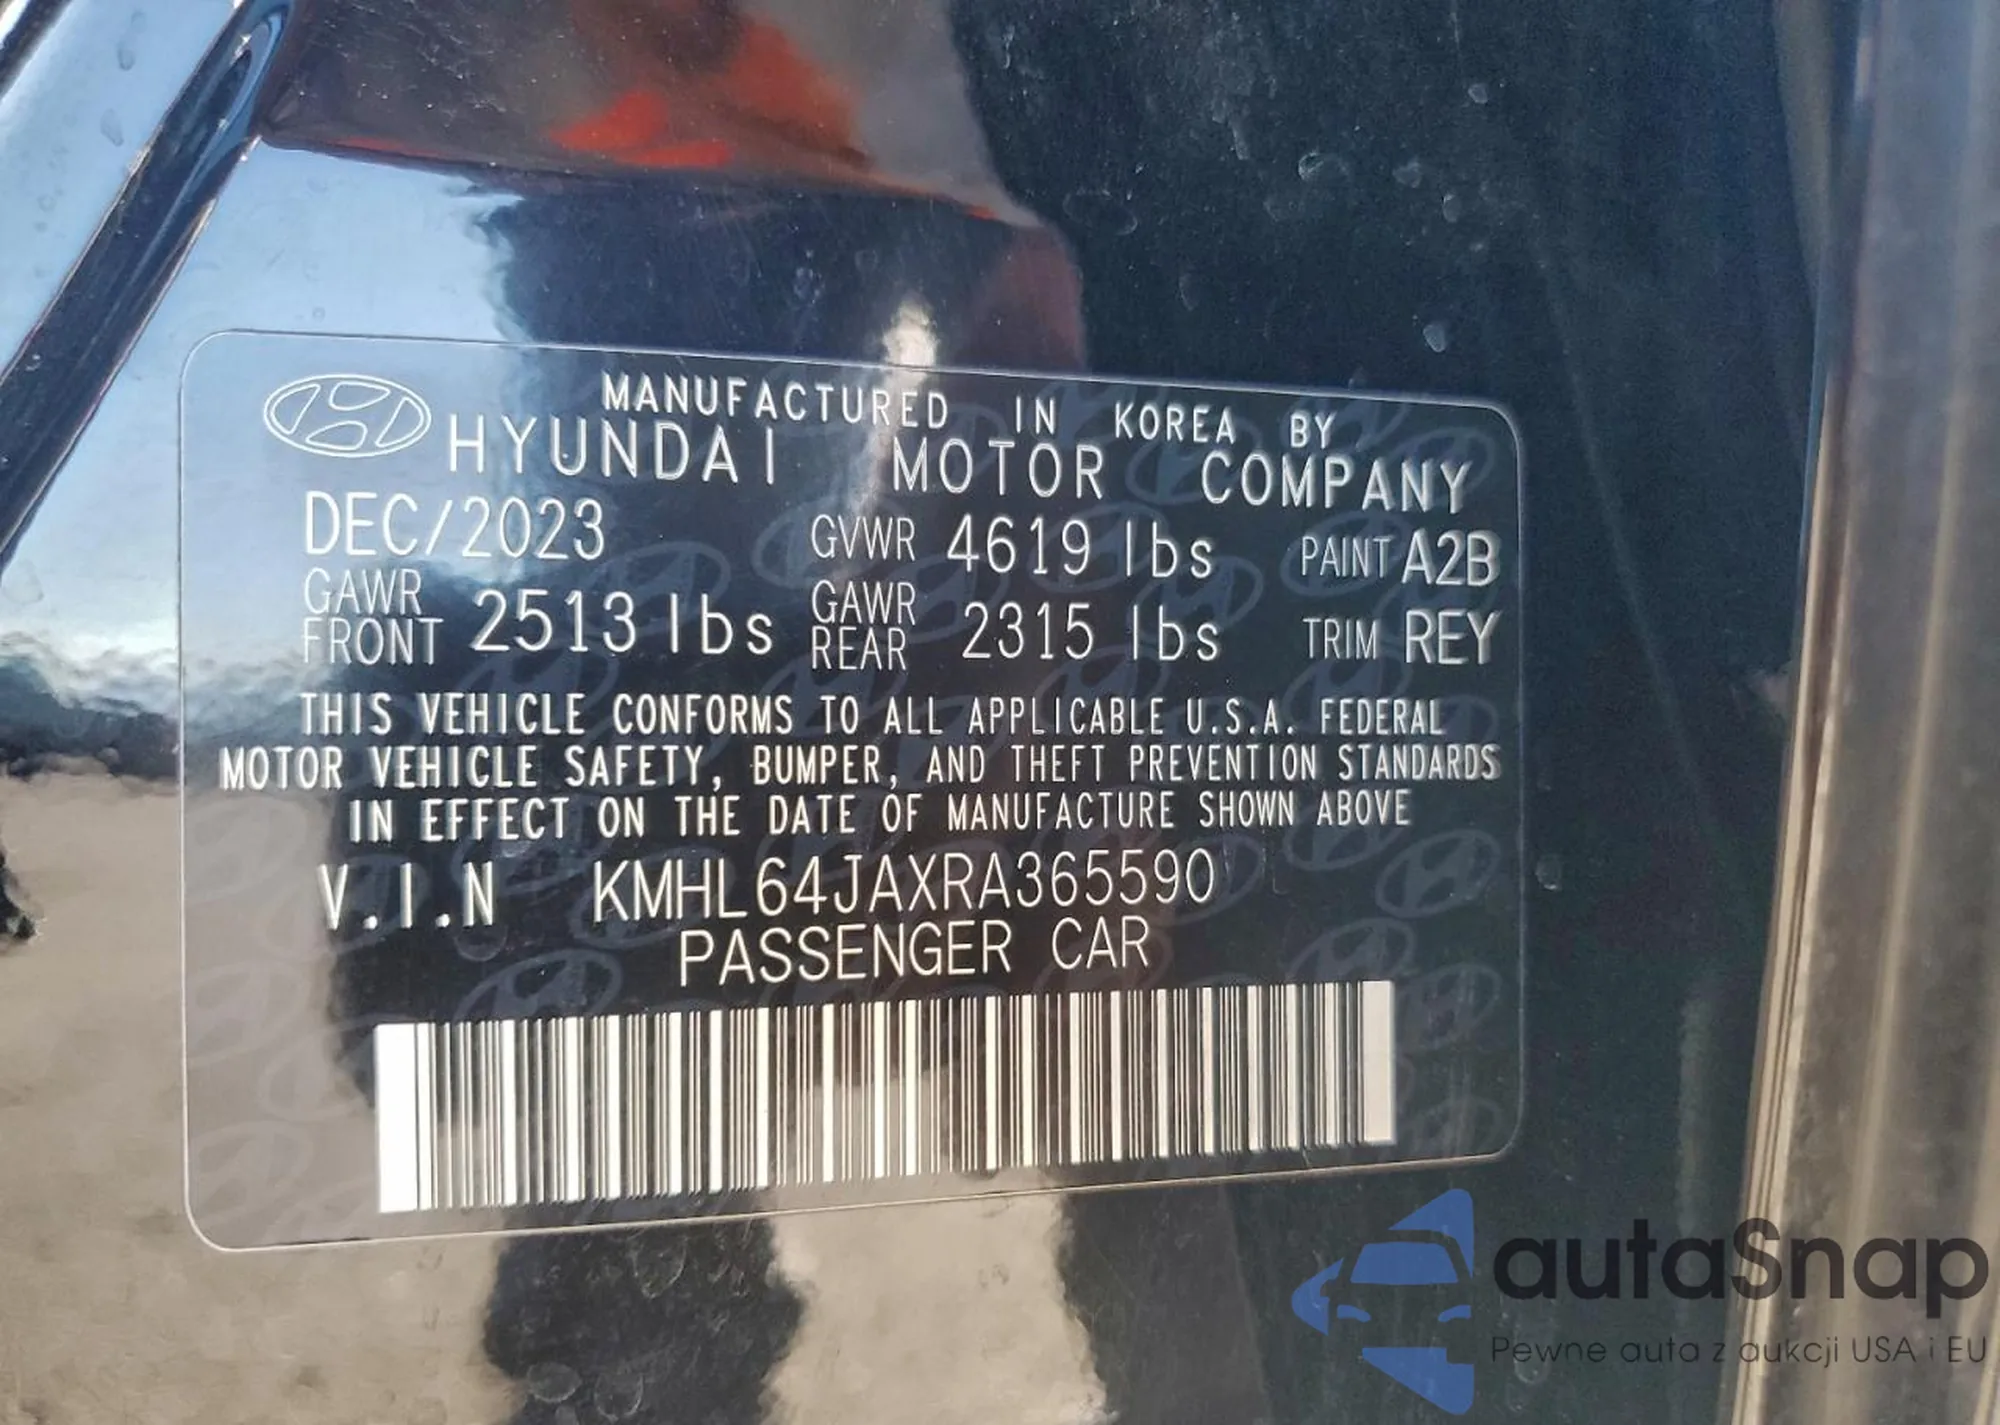 MANUFACTURED IN KOREA BY
HYUNDAI MOTOR COMPANY
DEC/2023 GVWR 4619 lbs PAINT A2B
GAWR FRONT 2513 lbs GAWR REAR 2315 lbs TRIM REY
THIS VEHICLE CONFORMS TO ALL APPLICABLE U.S.A. FEDERAL
MOTOR VEHICLE SAFETY, BUMPER, AND THEFT PREVENTION STANDARDS
IN EFFECT ON THE DATE OF MANUFACTURE SHOWN ABOVE
V.I.N KMHL64JAXRA365590
PASSENGER CAR
autaSnap
Pewne auta z aukcji USA i EU